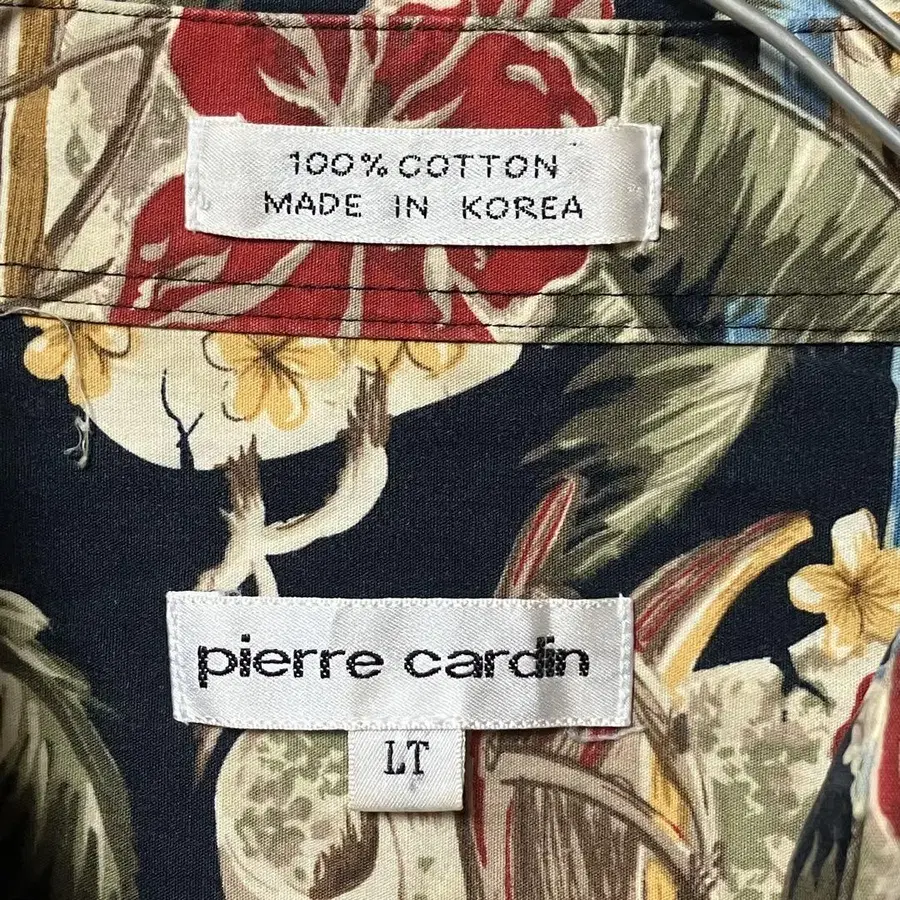 100% COTTON
MADE IN KOREA
pierre cardin
LT